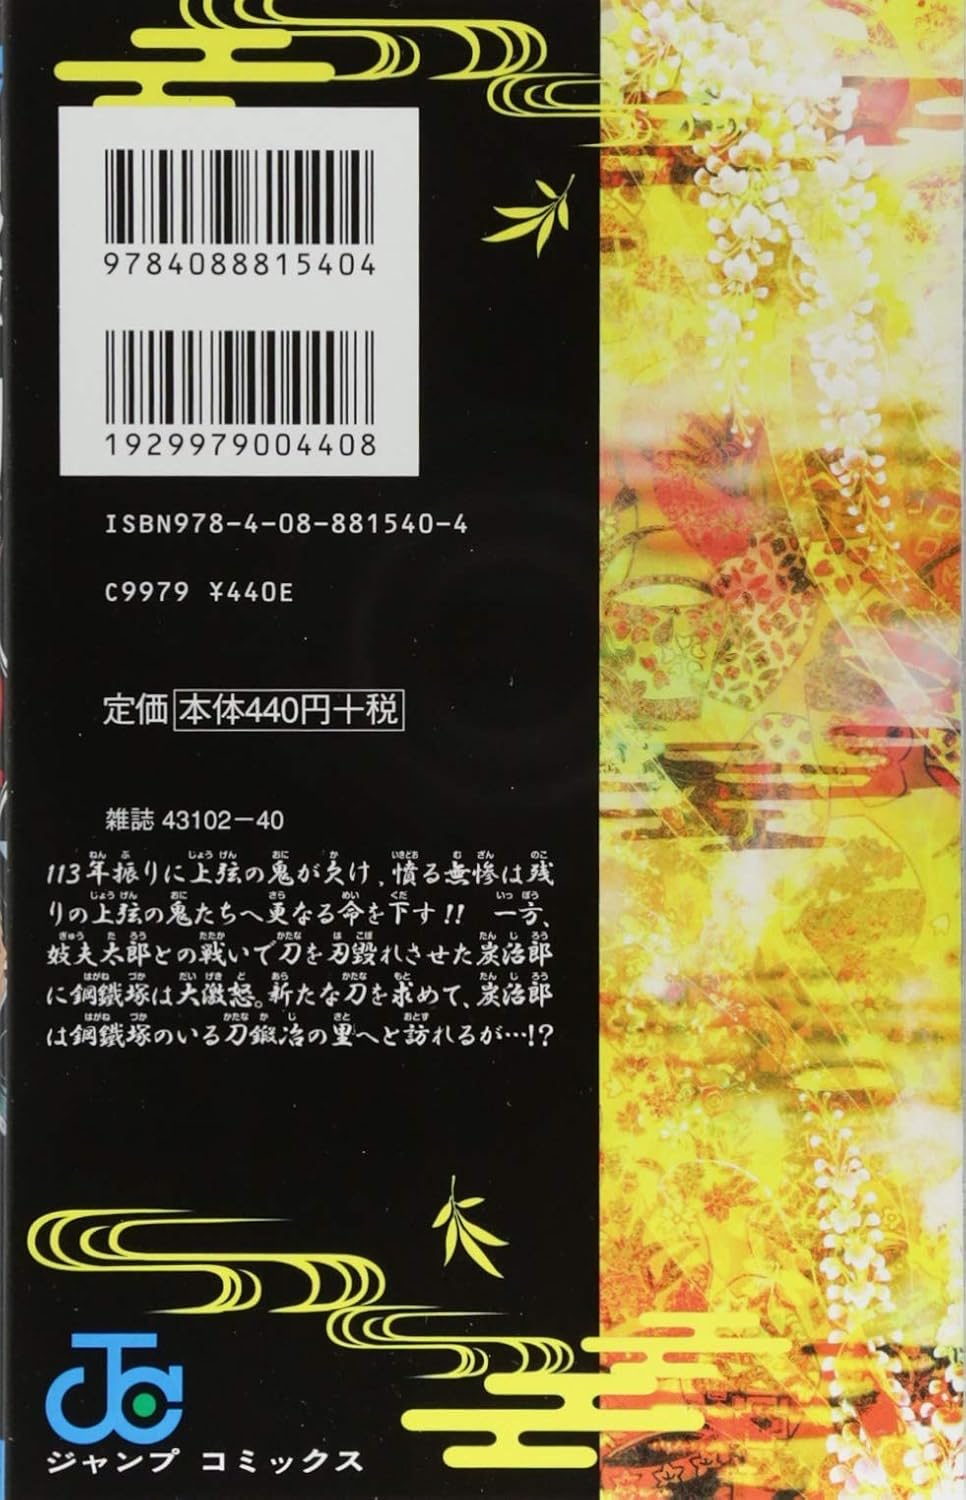 9784088815404
1929979004408
ISBN978-4-08-881540-4
C9979 ¥440E
定価 本体440円+税
雑誌 43102-40
113年振りに上弦の鬼が欠け、憤る無惨は残
りの上弦の鬼たちへ更なる命を下す!! 一方、
妓夫太郎との戦いで刀を刃毀れさせた炭治郎
に鋼鐵塚は大激怒。新たな刀を求めて、炭治郎
は鋼鐵塚のいる刀鍛冶の里へと訪れるが…!?
JC
ジャンプ コミックス